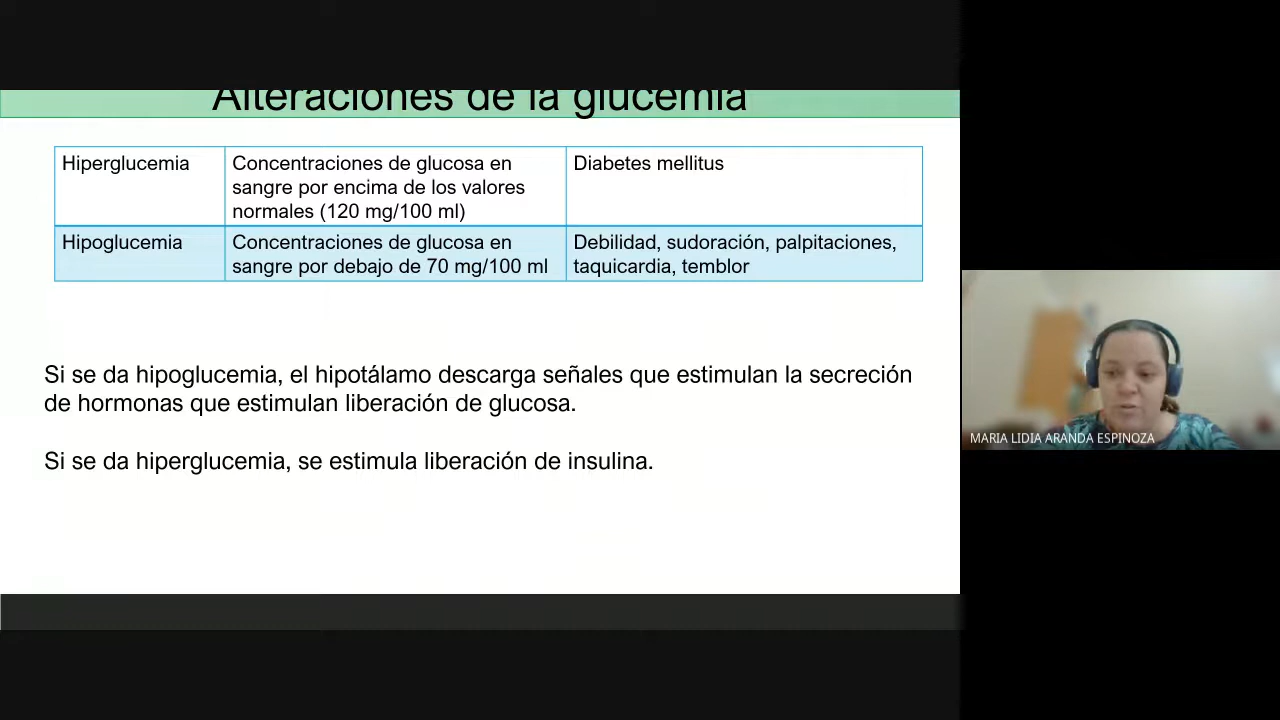 Alteraciones de la glucemia
Hiperglucemia
Concentraciones de glucosa en
sangre por encima de los valores
normales (120 mg/100 ml)
Diabetes mellitus
Hipoglucemia
Concentraciones de glucosa en
sangre por debajo de 70 mg/100 ml
Debilidad, sudoración, palpitaciones,
taquicardia, temblor
Si se da hipoglucemia, el hipotálamo descarga señales que estimulan la secreción
de hormonas que estimulan liberación de glucosa.
Si se da hiperglucemia, se estimula liberación de insulina.
MARIA LIDIA ARANDA ESPINOZA